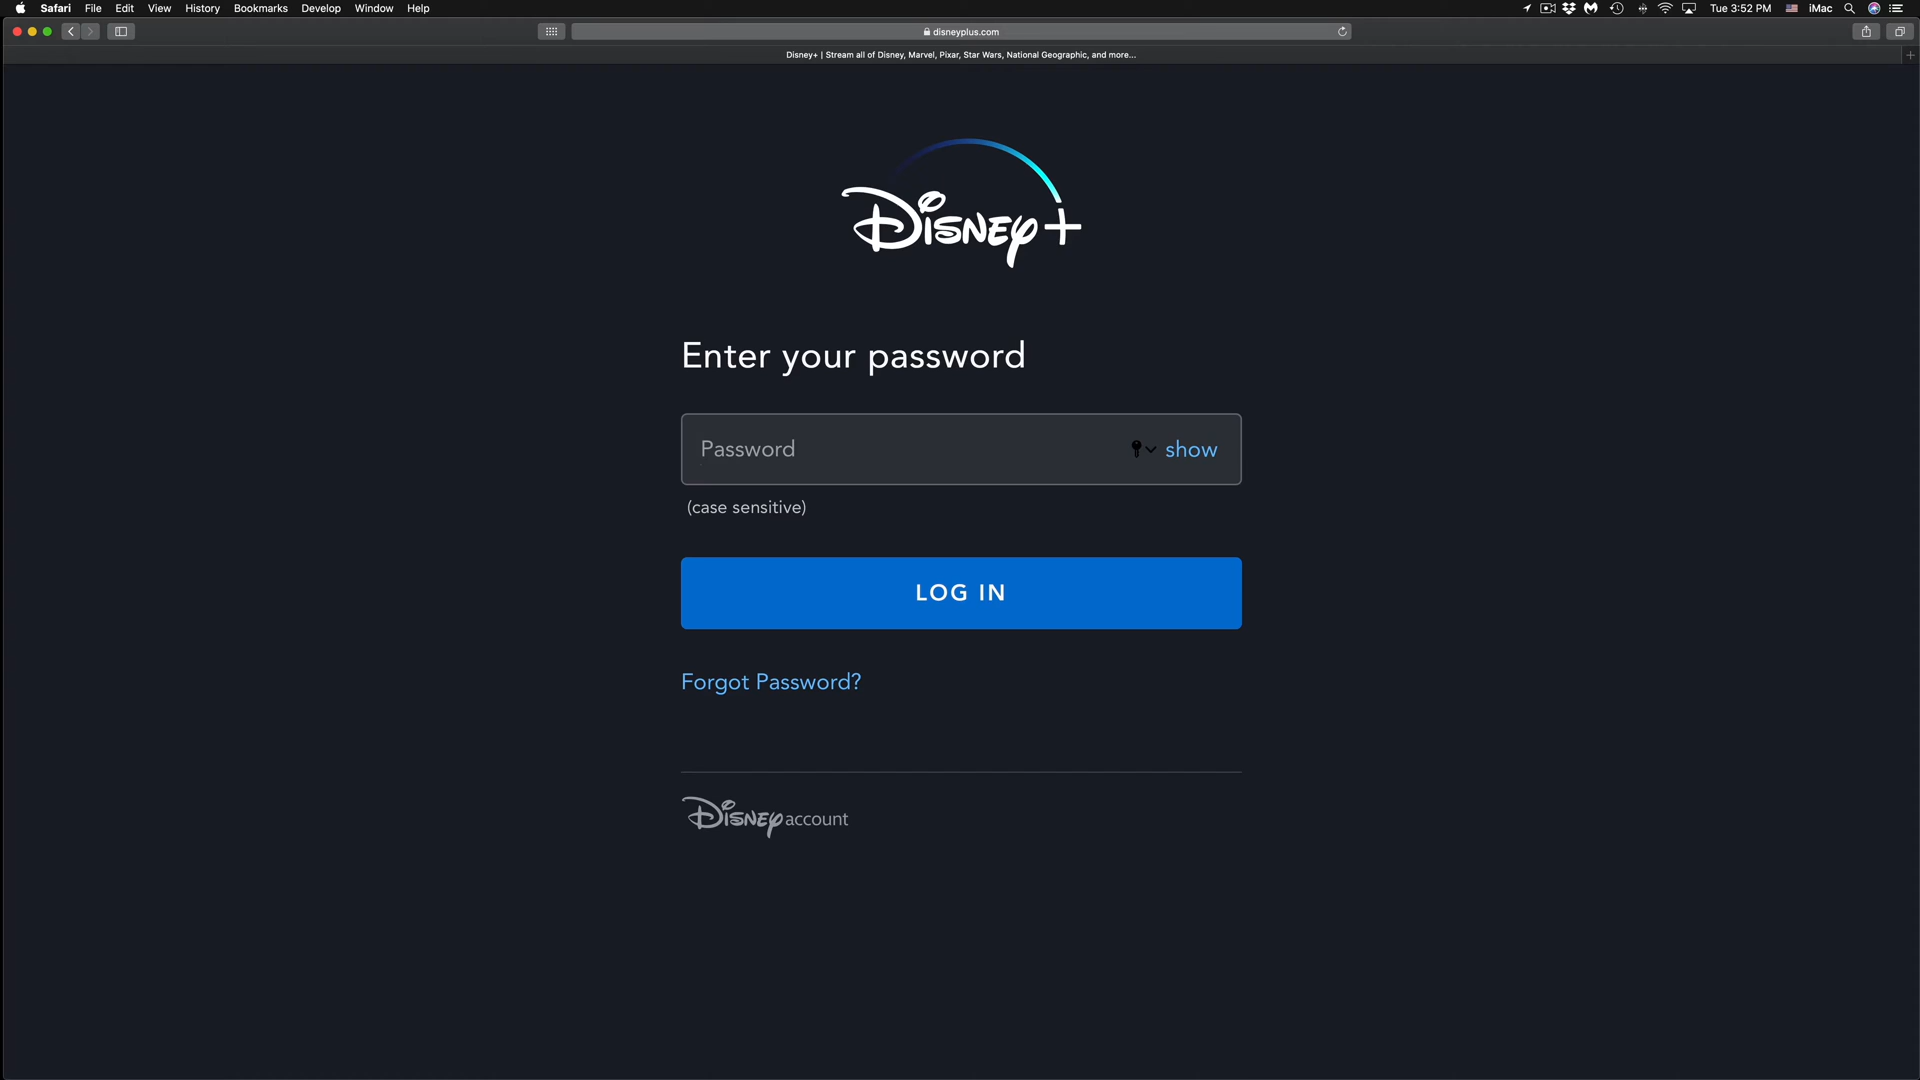 Safari File Edit View History Bookmarks Develop Window Help Tue 3:52 PM iMac
disneyplus.com
Disney+ | Stream all of Disney, Marvel, Pixar, Star Wars, National Geographic, and more...
Disney+
Enter your password
Password show
(case sensitive)
LOG IN
Forgot Password?
Disney account